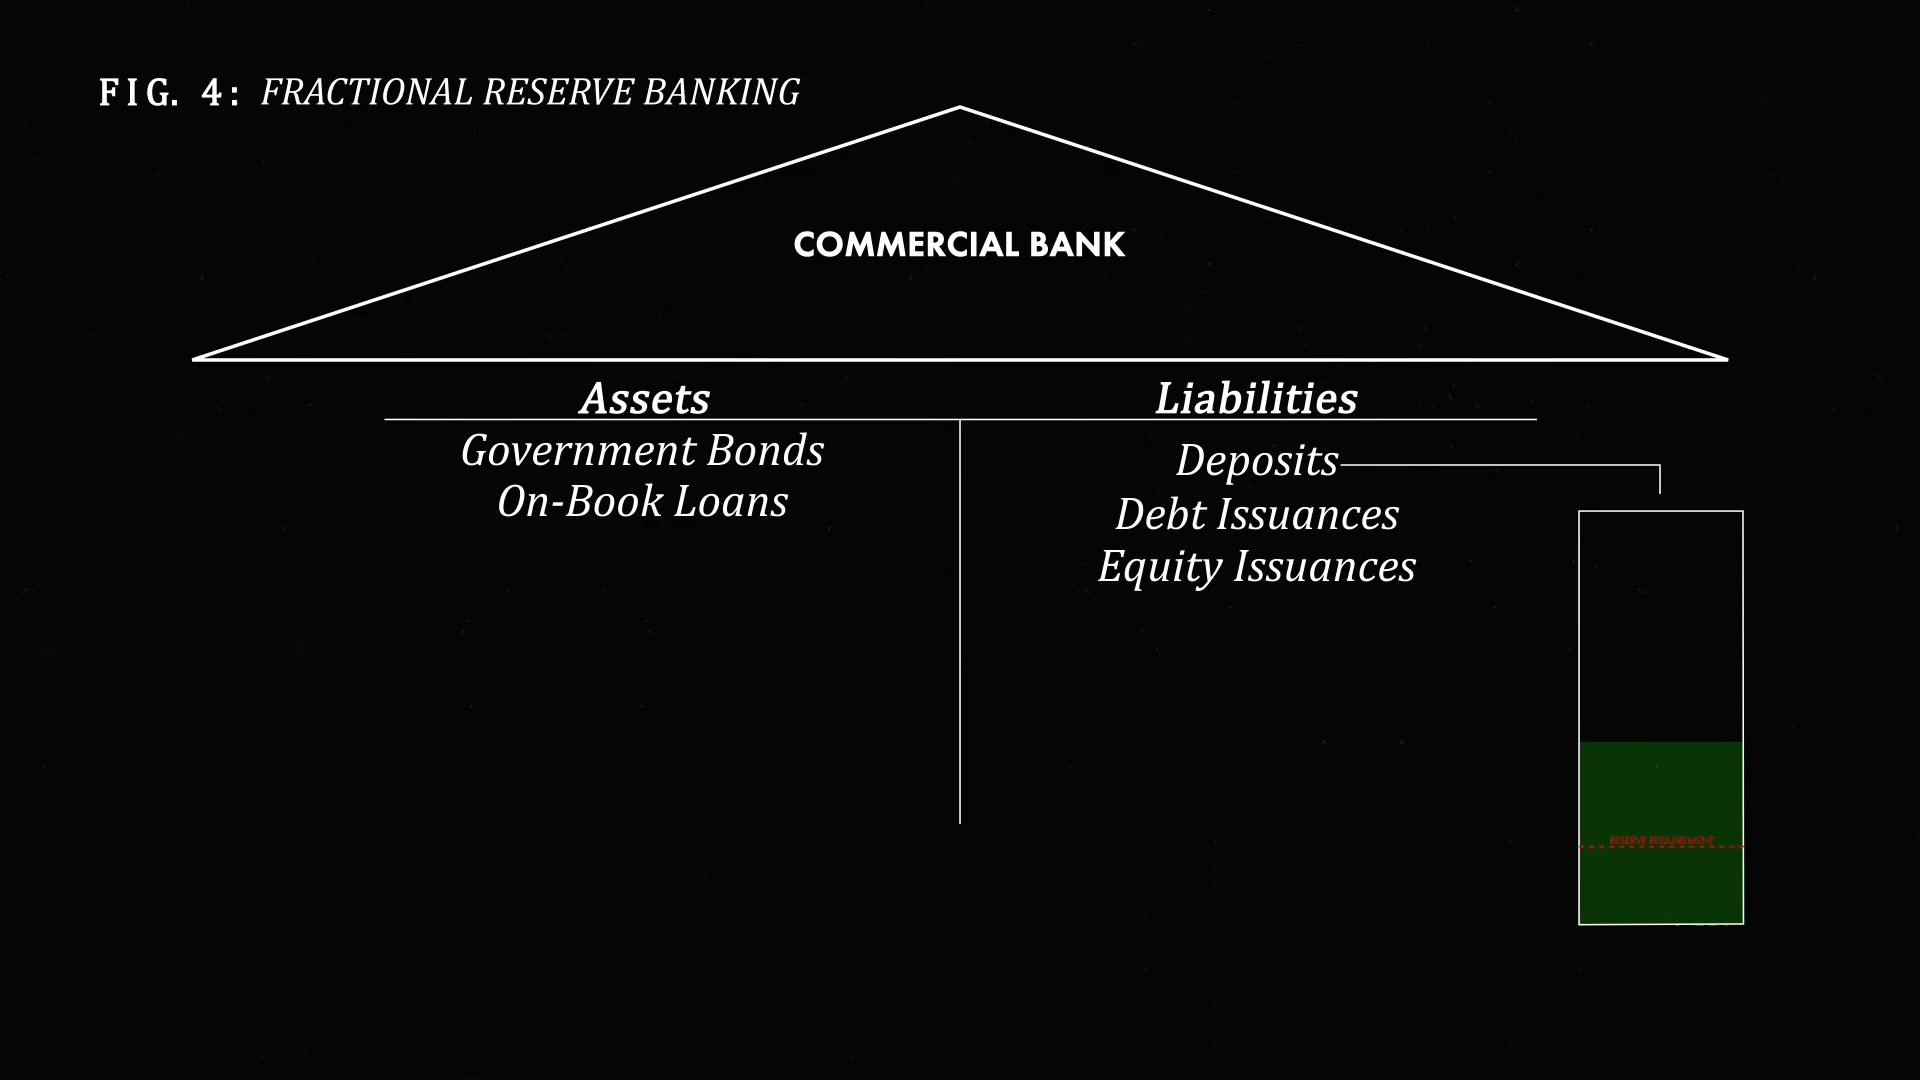 FIG. 4: FRACTIONAL RESERVE BANKING
COMMERCIAL BANK
Assets
Liabilities
Government Bonds
On-Book Loans
Deposits
Debt Issuances
Equity Issuances
RESERVE REQUIREMENT